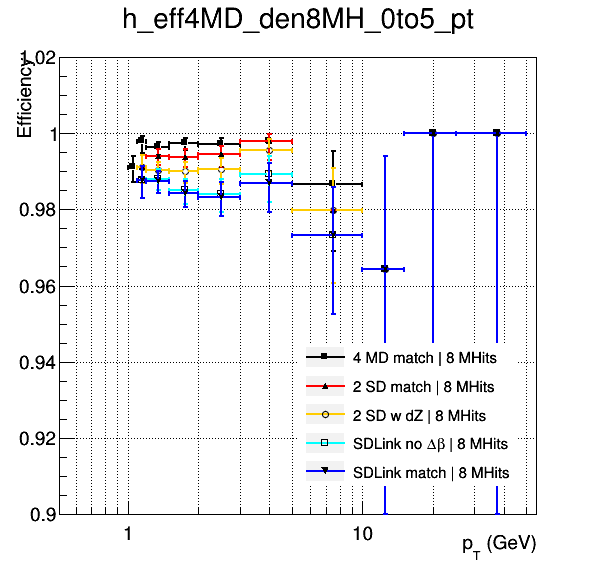 h_eff4MD_den8MH_0to5_pt
Efficiency
1.02
1
0.98
0.96
0.94
0.92
0.9
4 MD match | 8 MHits
2 SD match | 8 MHits
2 SD w dZ | 8 MHits
SDLink no Δβ | 8 MHits
SDLink match | 8 MHits
1
10
p_T (GeV)